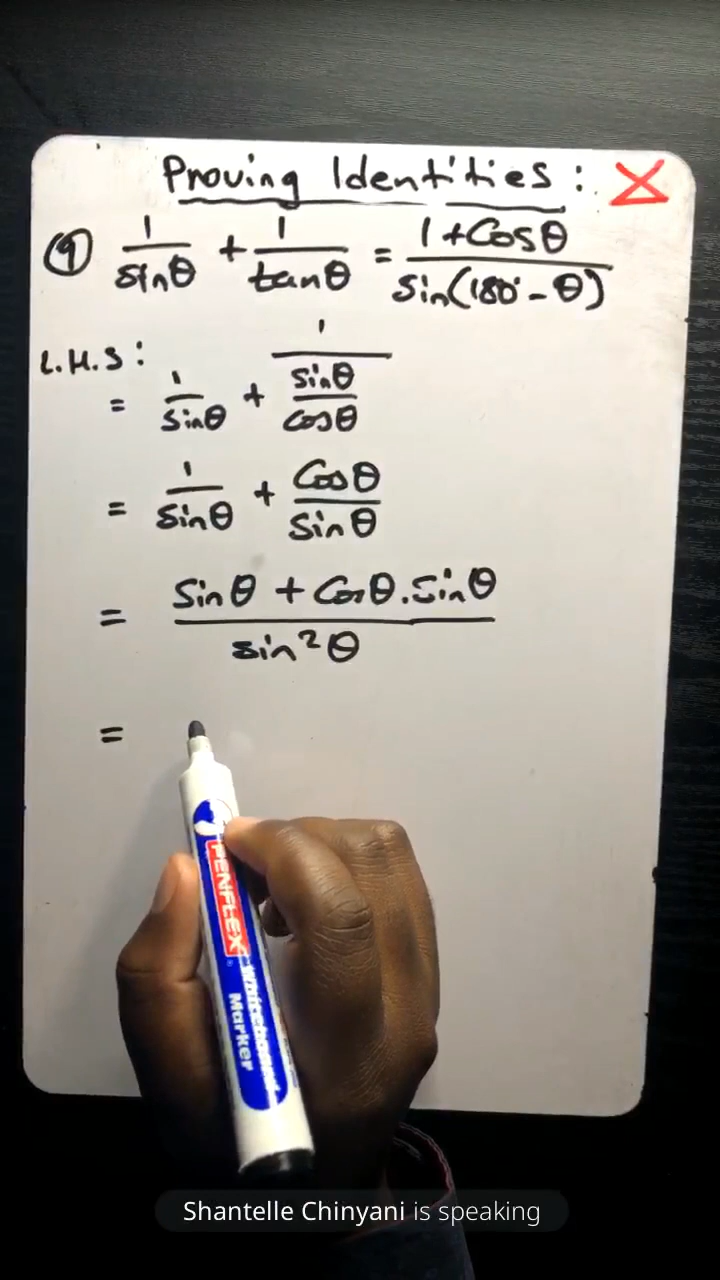 Proving Identities: X
9 1/sinθ + 1/tanθ = 1+Cosθ/sin(180° - θ)
L.H.S:
= 1/sinθ + 1/(sinθ/cosθ)
= 1/sinθ + Cosθ/sinθ
= Sinθ + Cosθ.sinθ/sin²θ
=
PENFLEX
Whiteboard
Marker
Shantelle Chinyani is speaking